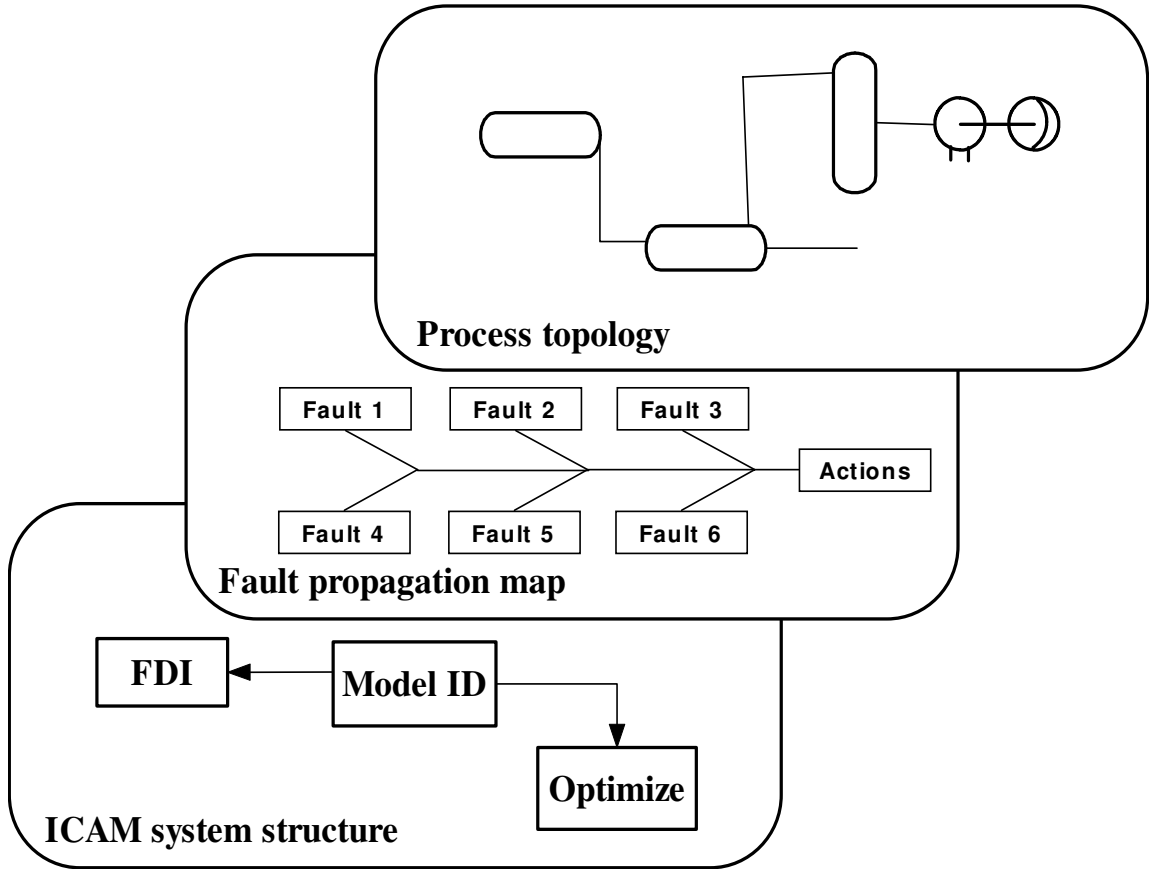 Process topology
Fault 1
Fault 2
Fault 3
Actions
Fault 4
Fault 5
Fault 6
Fault propagation map
FDI
Model ID
Optimize
ICAM system structure